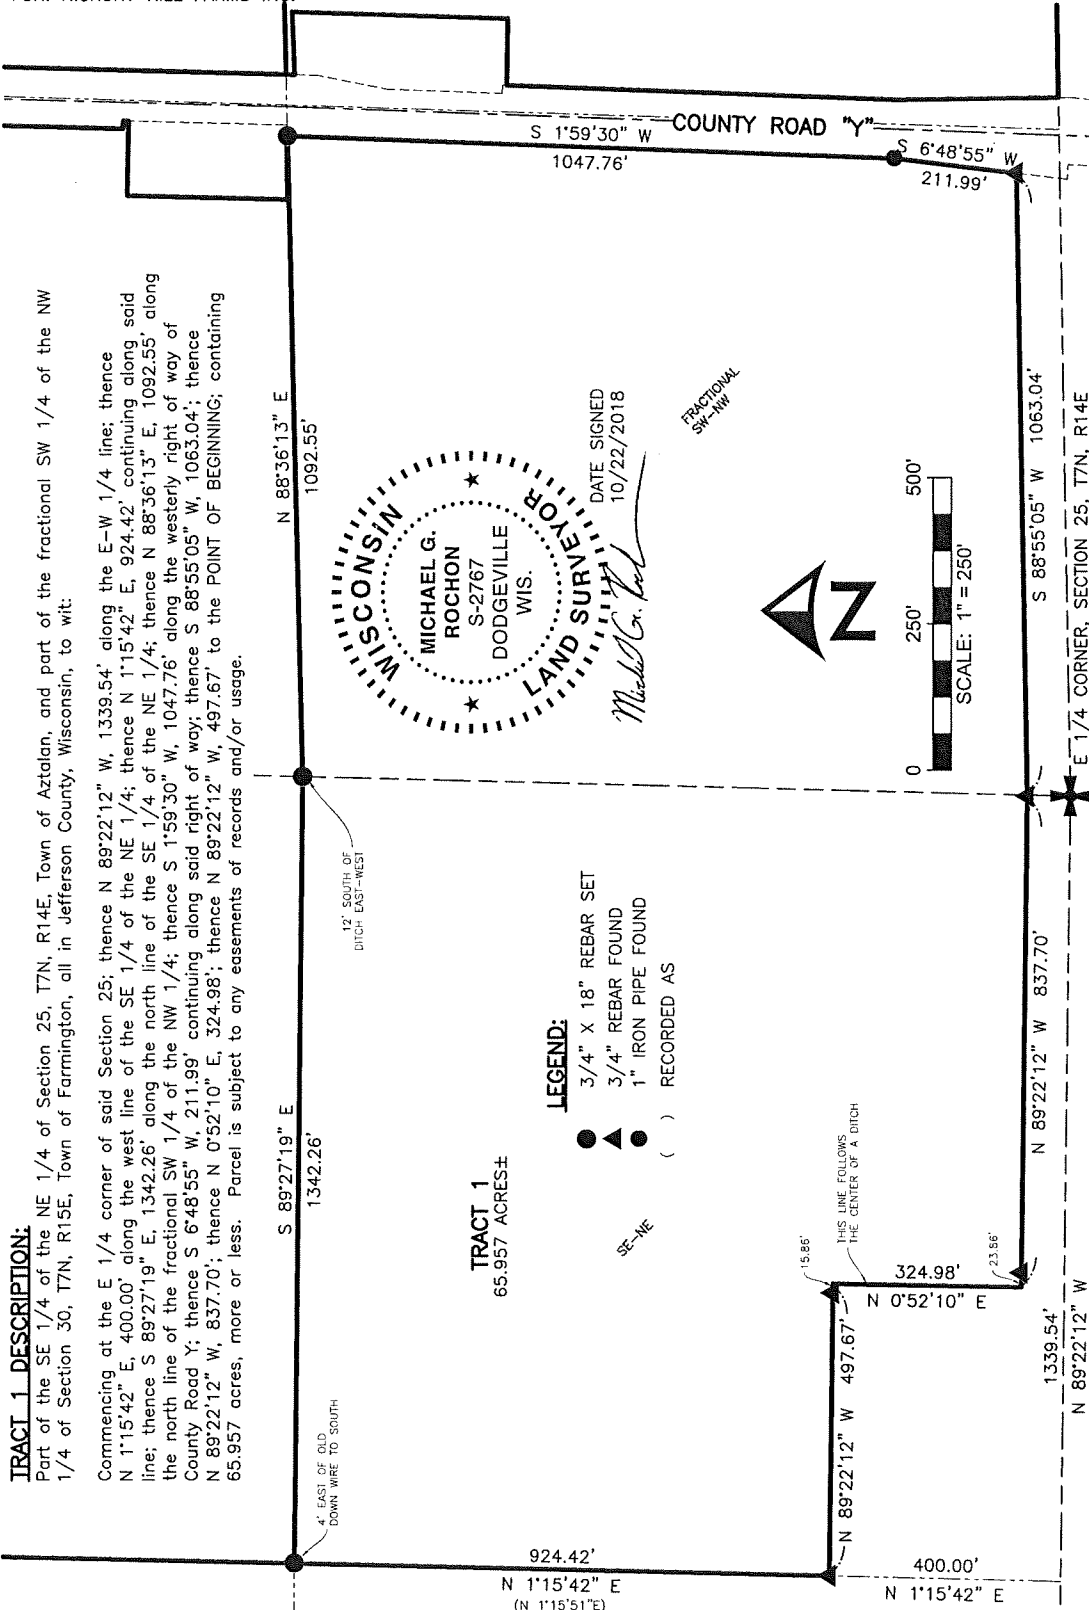 TRACT 1 DESCRIPTION:
Part of the SE 1/4 of the NE 1/4 of Section 25, T7N, R14E, Town of Aztalan, and part of the fractional SW 1/4 of the NW
1/4 of Section 30, T7N, R15E, Town of Farmington, all in Jefferson County, Wisconsin, to wit:
Commencing at the E 1/4 corner of said Section 25; thence N 89°22'12" W, 1339.54' along the E-W 1/4 line; thence
N 1°15'42" E, 400.00' along the west line of the SE 1/4 of the NE 1/4; thence N 1°15'42" E, 924.42' continuing along said
line; thence S 89°27'19" E, 1342.26' along the north line of the SE 1/4 of the NE 1/4; thence N 88°36'13" E, 1092.55' along
the north line of the fractional SW 1/4 of the NW 1/4; thence S 1°59'30" W, 1047.76' along the westerly right of way of
County Road Y; thence S 6°48'55" W, 211.99' continuing along said right of way; thence S 88°55'05" W, 1063.04'; thence
N 89°22'12" W, 837.70'; thence N 0°52'10" E, 324.98'; thence N 89°22'12" W, 497.67' to the POINT OF BEGINNING; containing
65.957 acres, more or less. Parcel is subject to any easements of records and/or usage.
4' EAST OF OLD
DOWN WIRE TO SOUTH
S 89°27'19" E
1342.26'
12' SOUTH OF
DITCH EAST-WEST
N 88°36'13" E
1092.55'
COUNTY ROAD "Y"
S 1°59'30" W
1047.76'
S 6°48'55" W
211.99'
WISCONSIN
MICHAEL G.
ROCHON
S-2767
DODGEVILLE
WIS.
LAND SURVEYOR
DATE SIGNED
10/22/2018
FRACTIONAL
SW-NW
TRACT 1
65.957 ACRES±
SE-NE
LEGEND:
3/4" X 18" REBAR SET
3/4" REBAR FOUND
1" IRON PIPE FOUND
( ) RECORDED AS
N
0 250' 500'
SCALE: 1" = 250'
924.42'
N 1°15'42" E
(N 1°15'51"E)
N 89°22'12" W 497.67'
15.86'
THIS LINE FOLLOWS
THE CENTER OF A DITCH
324.98'
N 0°52'10" E
23.86'
N 89°22'12" W 837.70'
S 88°55'05" W 1063.04'
400.00'
N 1°15'42" E
1339.54'
N 89°22'12" W
E 1/4 CORNER, SECTION 25, T7N, R14E